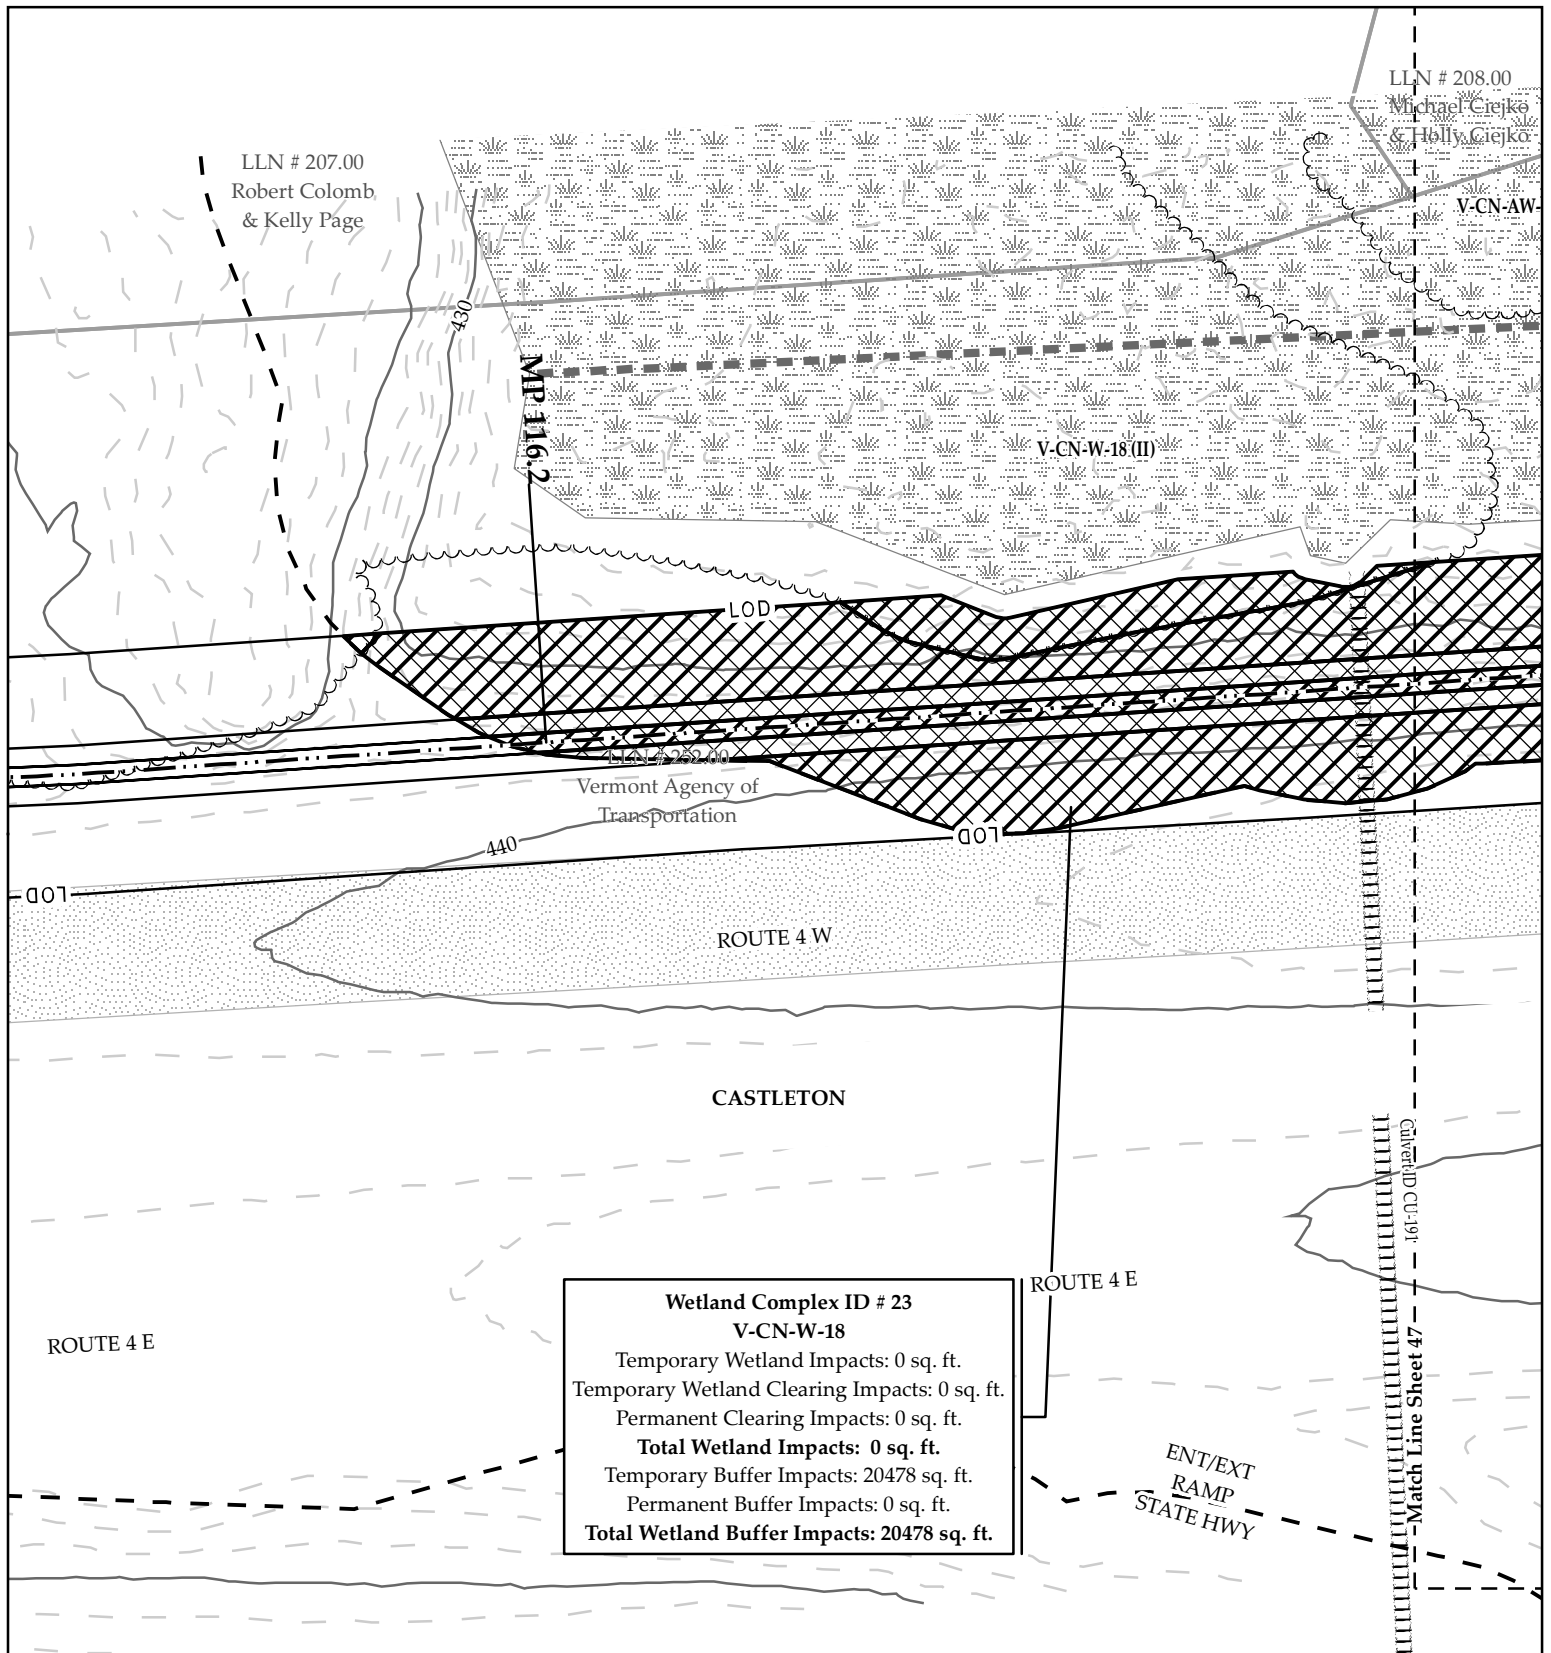 LLN # 208.00
Michael Ciejko
& Holly Ciejko
LLN # 207.00
Robert Colomb
& Kelly Page
V-CN-AW-
430
MP 116.2
V-CN-W-18 (II)
LOD
LLN # 252.00
Vermont Agency of
Transportation
LOD
440
LOD
ROUTE 4 W
CASTLETON
Culvert ID CU-191
ROUTE 4 E
ROUTE 4 E
Wetland Complex ID # 23
V-CN-W-18
Temporary Wetland Impacts: 0 sq. ft.
Temporary Wetland Clearing Impacts: 0 sq. ft.
Permanent Clearing Impacts: 0 sq. ft.
Total Wetland Impacts:  0 sq. ft.
Temporary Buffer Impacts: 20478 sq. ft.
Permanent Buffer Impacts: 0 sq. ft.
Total Wetland Buffer Impacts: 20478 sq. ft.
Match Line Sheet 47
ENT/EXT
RAMP
STATE HWY